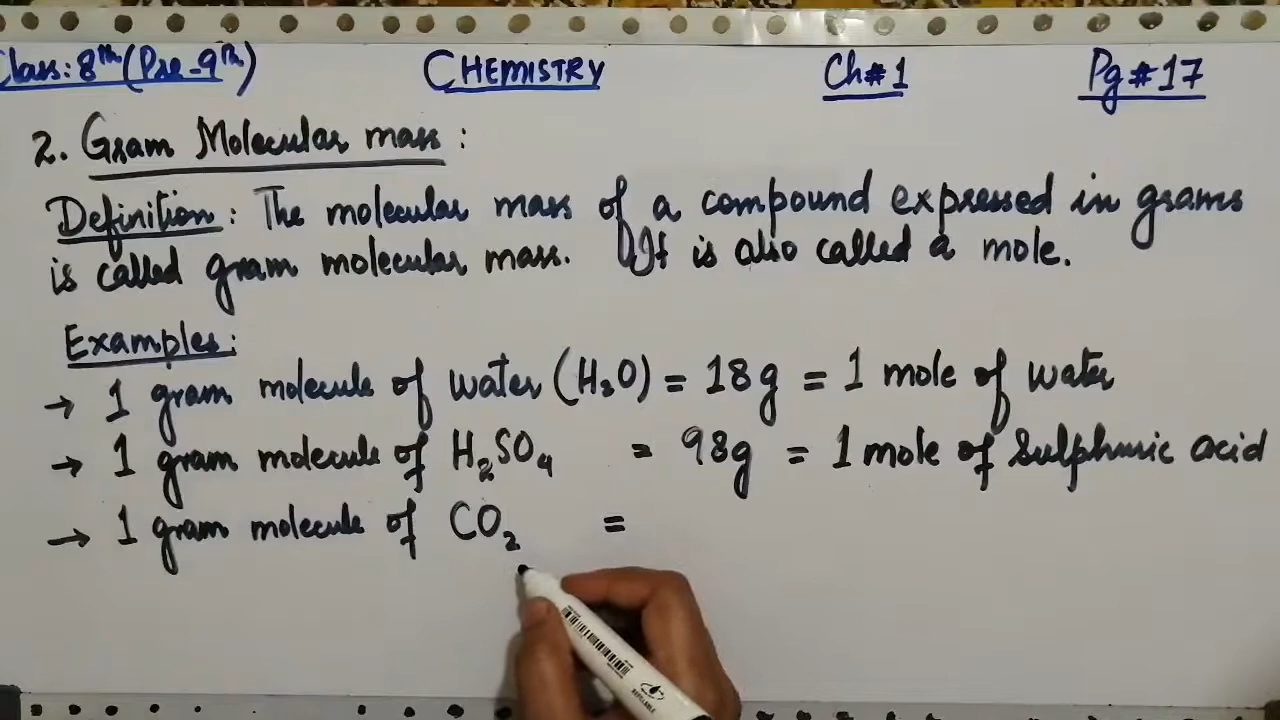 Class: 8th (Pre-9th) CHEMISTRY Ch#1 Pg#17
2. Gram Molecular mass:
Definition: The molecular mass of a compound expressed in grams
is called gram molecular mass. It is also called a mole.
Examples:
→ 1 gram molecule of water (H₂O) = 18g = 1 mole of water
→ 1 gram molecule of H₂SO₄ = 98g = 1 mole of Sulphuric acid
→ 1 gram molecule of CO₂ =